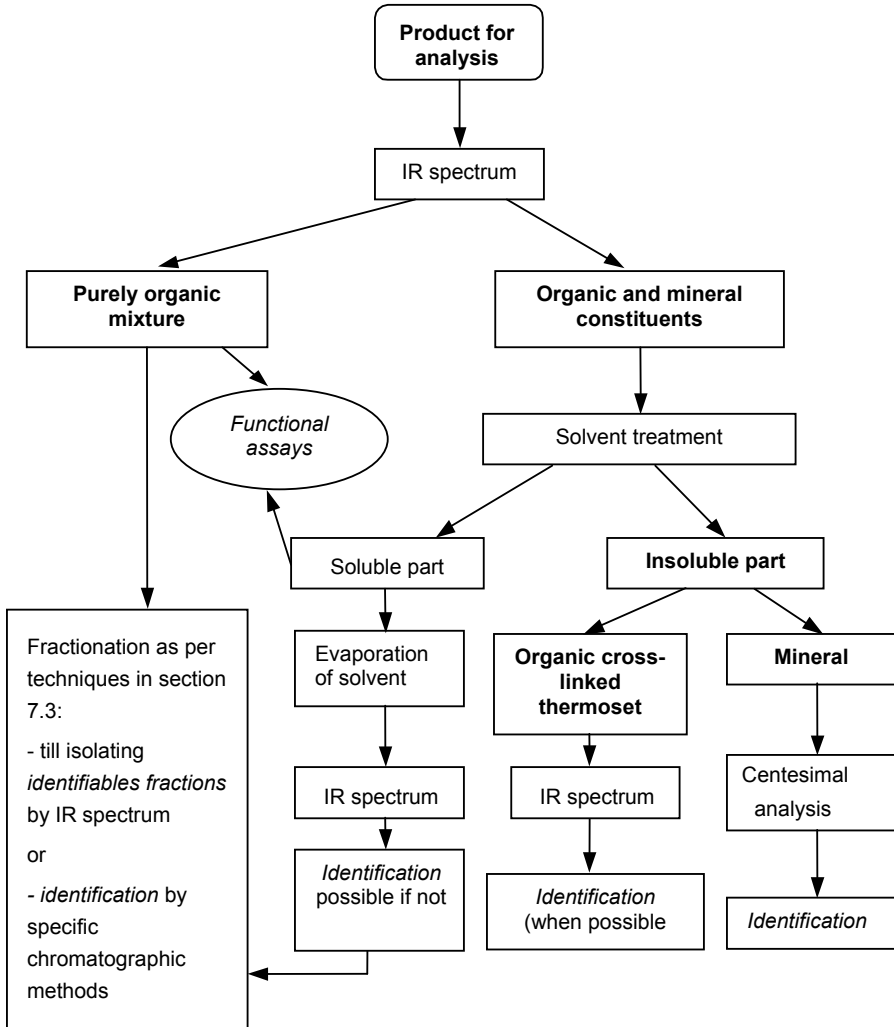 Product for
analysis
IR spectrum
Purely organic
mixture
Organic and mineral
constituents
Functional
assays
Solvent treatment
Soluble part
Insoluble part
Fractionation as per
techniques in section
7.3:
- till isolating
identifiables fractions
by IR spectrum
or
- identification by
specific
chromatographic
methods
Evaporation
of solvent
Organic cross-
linked
thermoset
Mineral
IR spectrum
IR spectrum
Centesimal
analysis
Identification
possible if not
Identification
(when possible
Identification